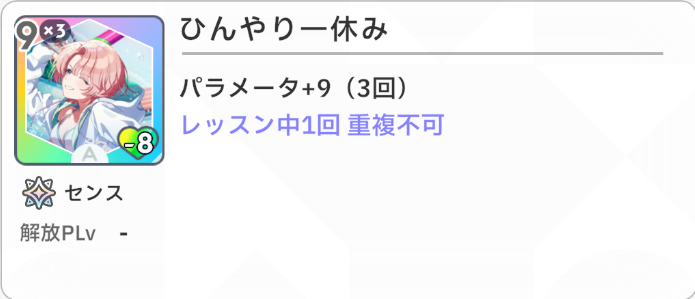 9 ×3
ひんやり一休み
パラメータ+9（3回）
レッスン中1回 重複不可
-8
A
センス
解放PLv -